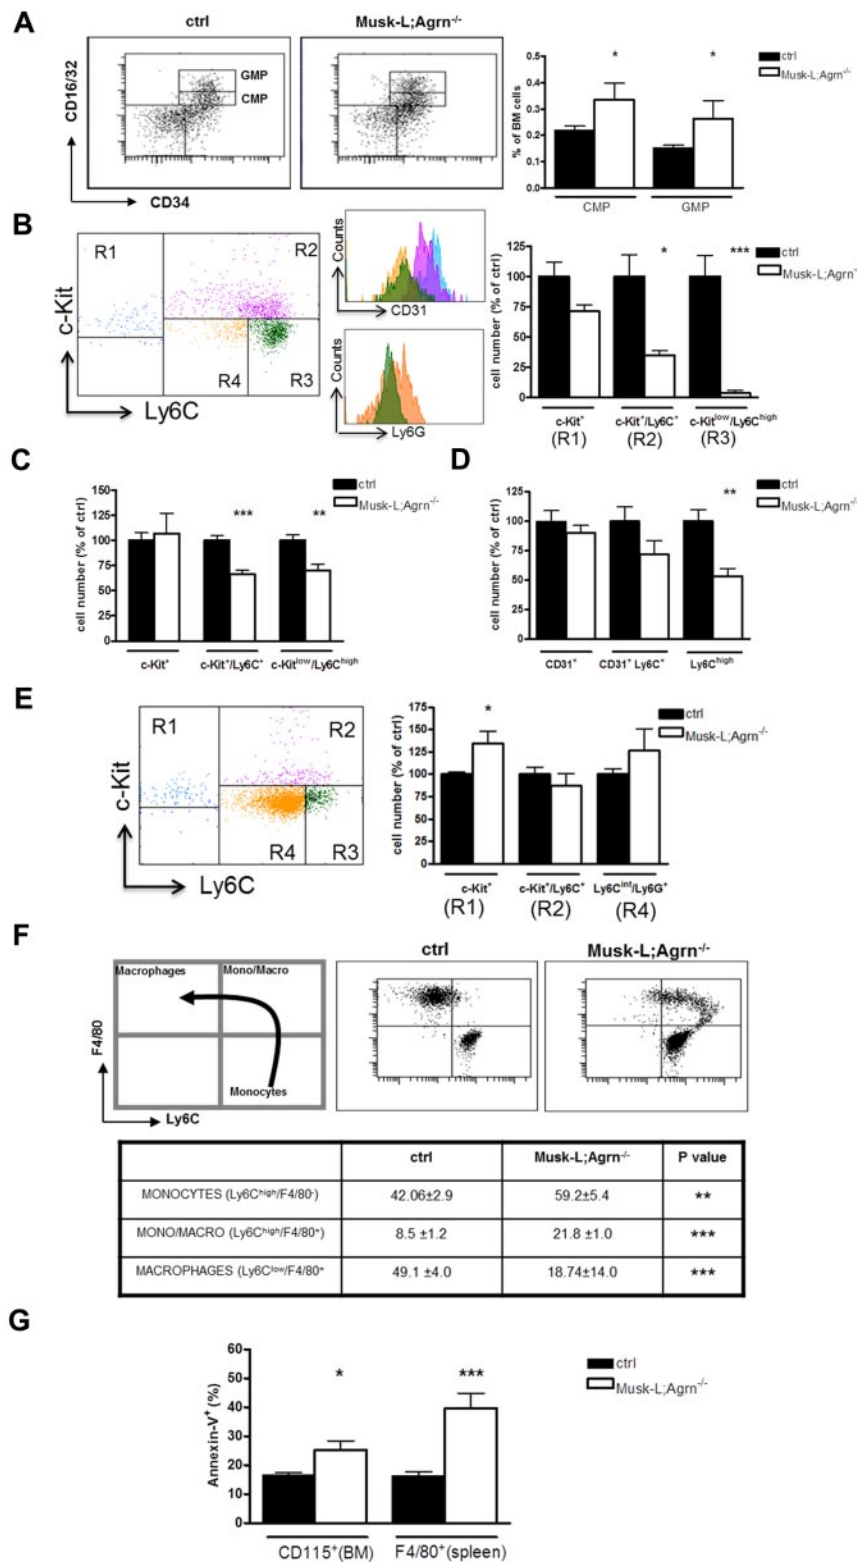 A
ctrl
Musk-L;Agrn-/-
CD16/32
GMP
CMP
CD34
% of BM cells
0.5
0.4
0.3
0.2
0.1
0.0
*
*
CMP
GMP
ctrl
Musk-L;Agrn-/-
B
c-Kit
R1
R2
R4
R3
Ly6C
Counts
CD31
Counts
Ly6G
cell number (% of ctrl)
125
100
75
50
25
0
*
***
c-Kit+
c-Kit+/Ly6C+
c-Kitlow/Ly6Chigh
(R1)
(R2)
(R3)
ctrl
Musk-L;Agrn-/-
C
cell number (% of ctrl)
150
125
100
75
50
25
0
***
**
c-Kit+
c-Kit+/Ly6C+
c-Kitlow/Ly6Chigh
ctrl
Musk-L;Agrn-/-
D
cell number (% of ctrl)
125
100
75
50
25
0
**
CD31+
CD31+ Ly6C+
Ly6Chigh
ctrl
Musk-L;Agrn-/-
E
c-Kit
R1
R2
R4
R3
Ly6C
cell number (% of ctrl)
175
150
125
100
75
50
25
0
*
c-Kit+
c-Kit+/Ly6C+
Ly6Cint/Ly6G+
(R1)
(R2)
(R4)
ctrl
Musk-L;Agrn-/-
F
Macrophages
Mono/Macro
Monocytes
F4/80
Ly6C
ctrl
Musk-L;Agrn-/-
ctrl Musk-L;Agrn-/- P value
MONOCYTES (Ly6Chigh/F4/80-) 42.06±2.9 59.2±5.4 **
MONO/MACRO (Ly6Chigh/F4/80+) 8.5 ±1.2 21.8 ±1.0 ***
MACROPHAGES (Ly6Clow/F4/80+ 49.1 ±4.0 18.74±14.0 ***
G
Annexin-V+ (%)
60
50
40
30
20
10
0
*
***
CD115+(BM)
F4/80+(spleen)
ctrl
Musk-L;Agrn-/-